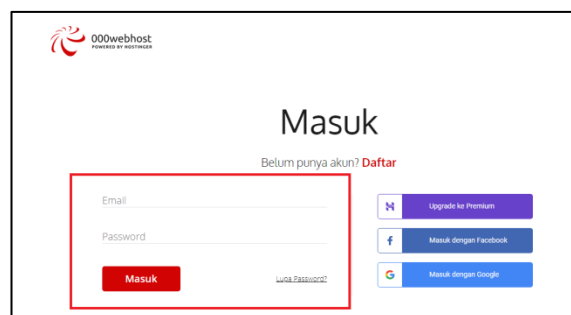 000webhost
POWERED BY HOSTINGER
Masuk
Belum punya akun? Daftar
Email
Password
Masuk
Lupa Password?
Upgrade ke Premium
Masuk dengan Facebook
Masuk dengan Google